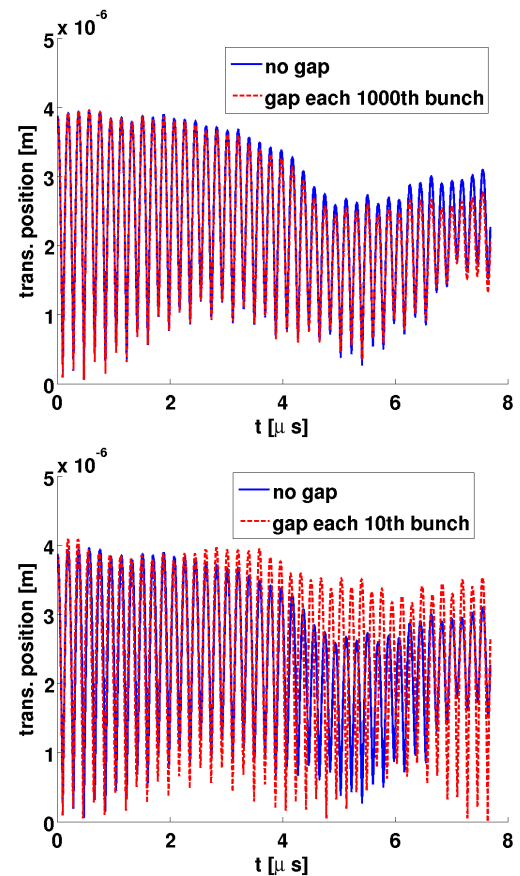 x 10^-6
5
no gap
gap each 1000th bunch
4
3
2
1
0
trans. position [m]
0 2 4 6 8
t [μ s]
x 10^-6
5
no gap
gap each 10th bunch
4
3
2
1
0
trans. position [m]
0 2 4 6 8
t [μ s]